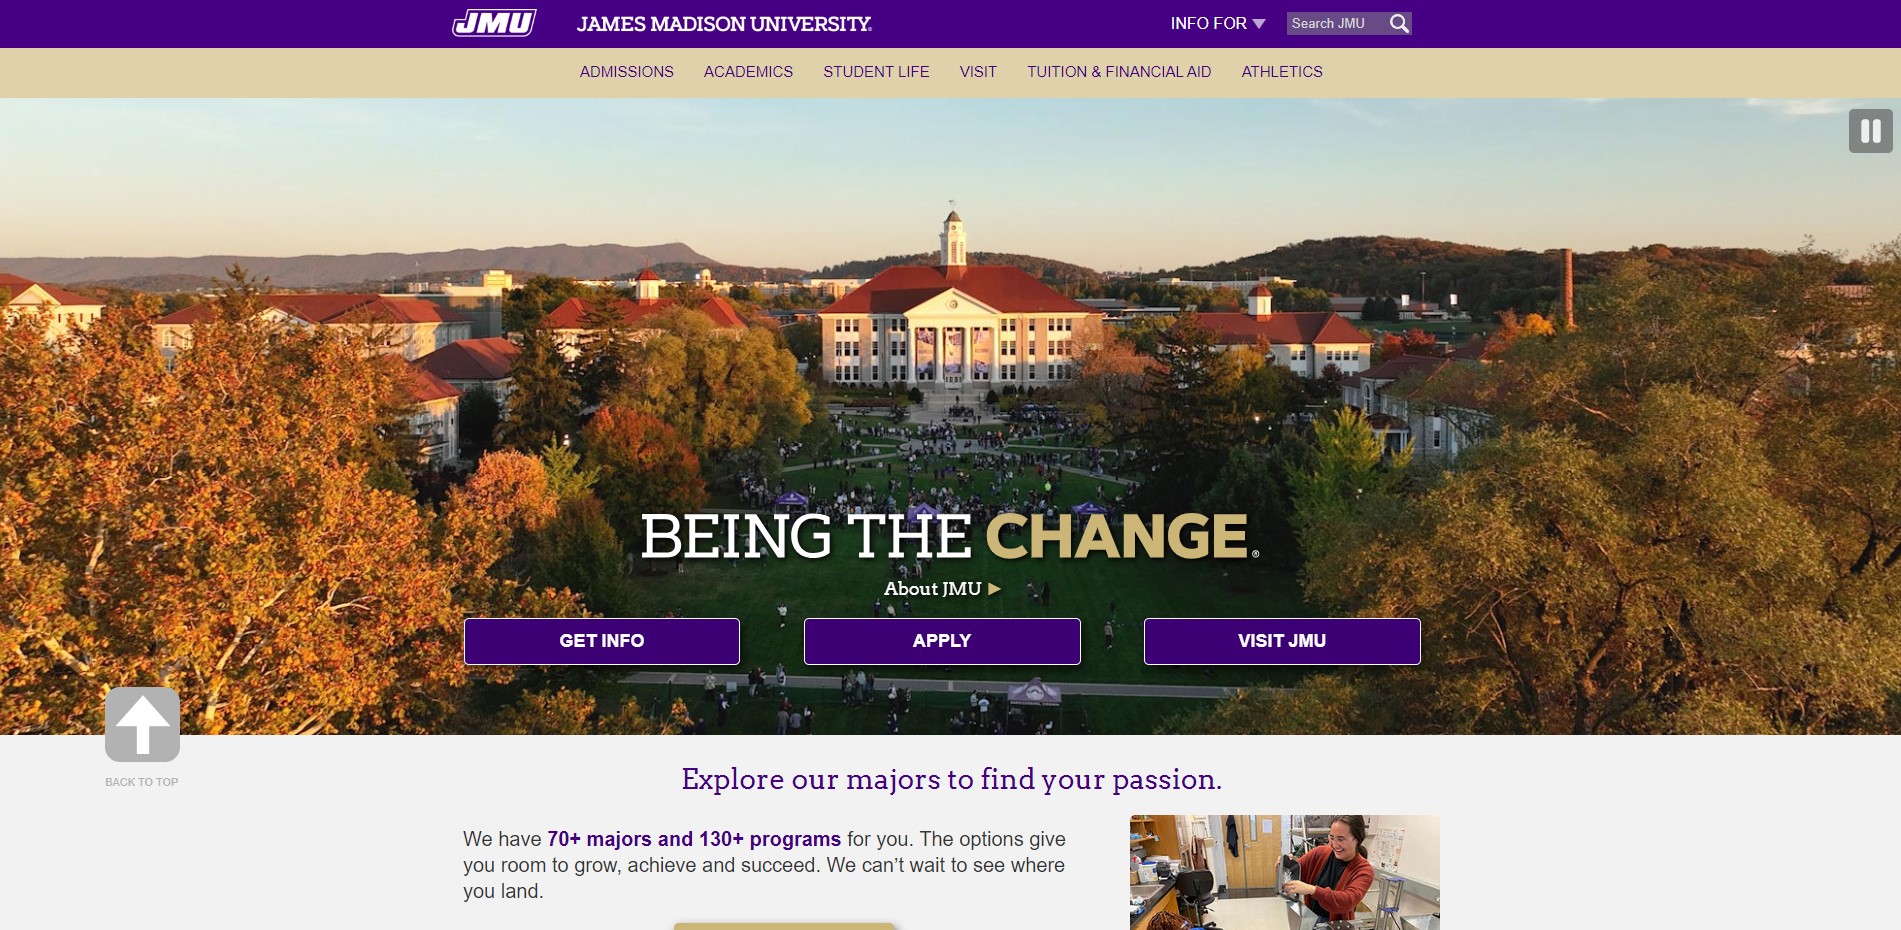 JMU JAMES MADISON UNIVERSITY. INFO FOR Search JMU
ADMISSIONS ACADEMICS STUDENT LIFE VISIT TUITION & FINANCIAL AID ATHLETICS
BEING THE CHANGE®
About JMU
GET INFO APPLY VISIT JMU
BACK TO TOP
Explore our majors to find your passion.
We have 70+ majors and 130+ programs for you. The options give
you room to grow, achieve and succeed. We can’t wait to see where
you land.